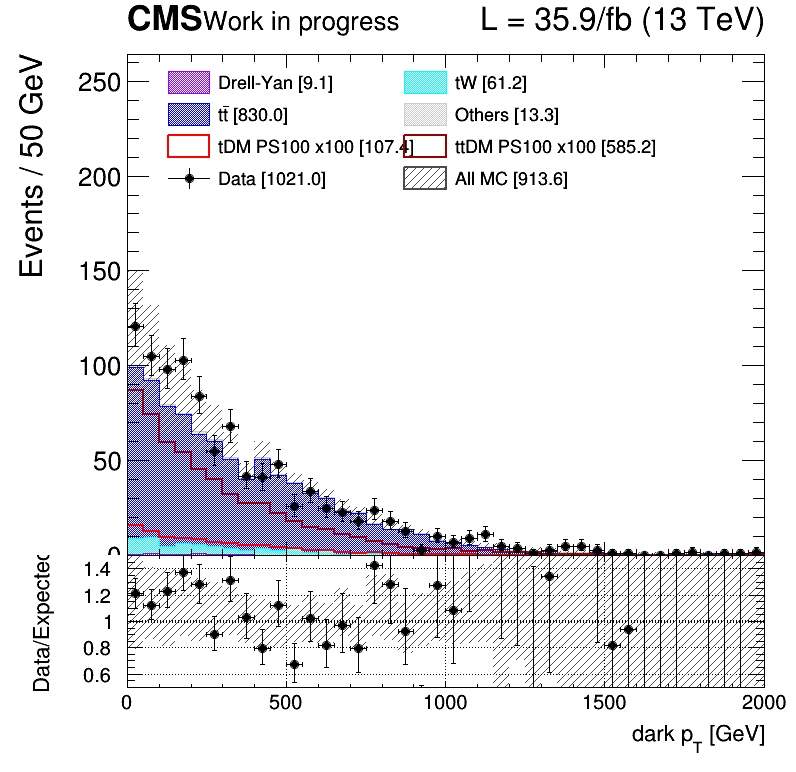 CMS Work in progress L = 35.9/fb (13 TeV)
Events / 50 GeV
250
200
150
100
50
0
Drell-Yan [9.1]
tW [61.2]
tt̄ [830.0]
Others [13.3]
tDM PS100 x100 [107.4]
ttDM PS100 x100 [585.2]
Data [1021.0]
All MC [913.6]
Data/Expected
1.4
1.2
1
0.8
0.6
0 500 1000 1500 2000
dark p_T [GeV]